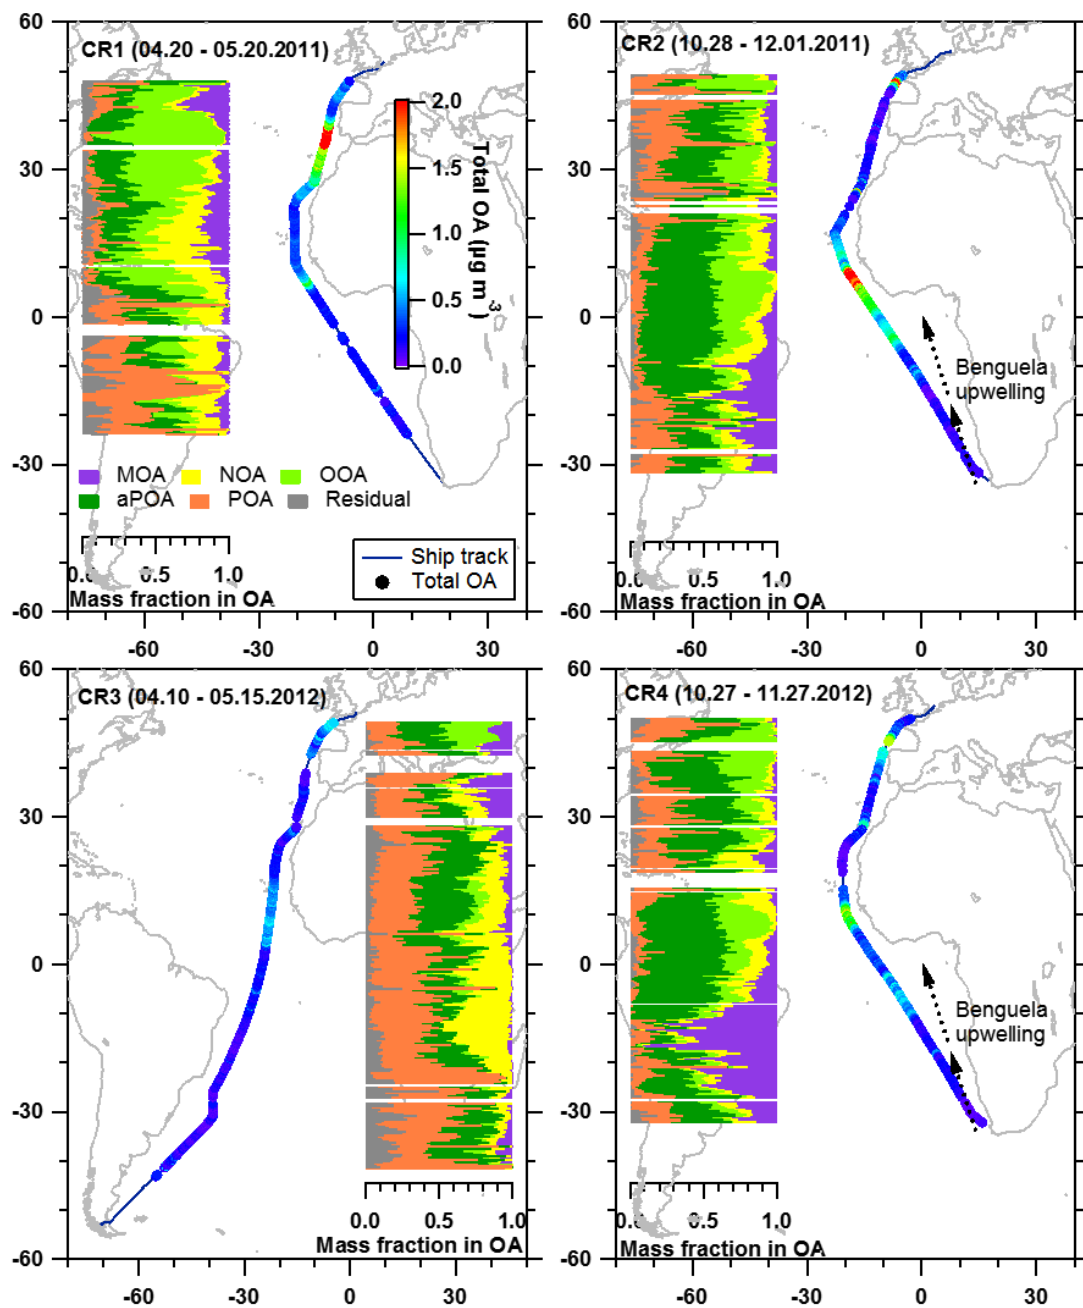 60
30
0
-30
-60
CR1 (04.20 - 05.20.2011)
2.0
1.5
1.0
0.5
0.0
Total OA (µg m-3)
MOA NOA OOA
aPOA POA Residual
0.0 0.5 1.0
Mass fraction in OA
Ship track
Total OA
-60 -30 0 30
60
30
0
-30
-60
CR2 (10.28 - 12.01.2011)
Benguela
upwelling
0.0 0.5 1.0
Mass fraction in OA
-60 -30 0 30
60
30
0
-30
-60
CR3 (04.10 - 05.15.2012)
0.0 0.5 1.0
Mass fraction in OA
-60 -30 0 30
60
30
0
-30
-60
CR4 (10.27 - 11.27.2012)
Benguela
upwelling
0.0 0.5 1.0
Mass fraction in OA
-60 -30 0 30